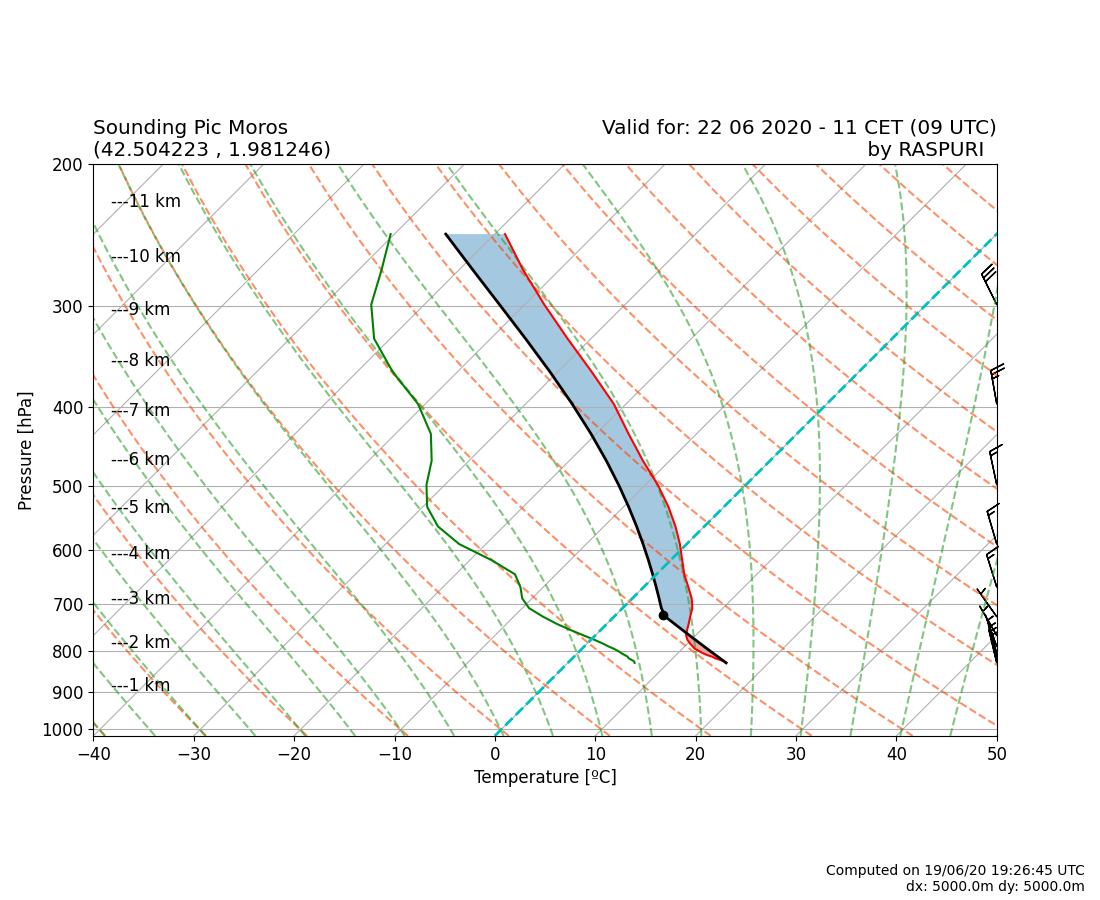 Sounding Pic Moros
(42.504223 , 1.981246)
Valid for: 22 06 2020 - 11 CET (09 UTC)
by RASPURI
200
300
400
500
600
700
800
900
1000
Pressure [hPa]
---11 km
---10 km
---9 km
---8 km
---7 km
---6 km
---5 km
---4 km
---3 km
---2 km
---1 km
−40 −30 −20 −10 0 10 20 30 40 50
Temperature [ºC]
Computed on 19/06/20 19:26:45 UTC
dx: 5000.0m dy: 5000.0m